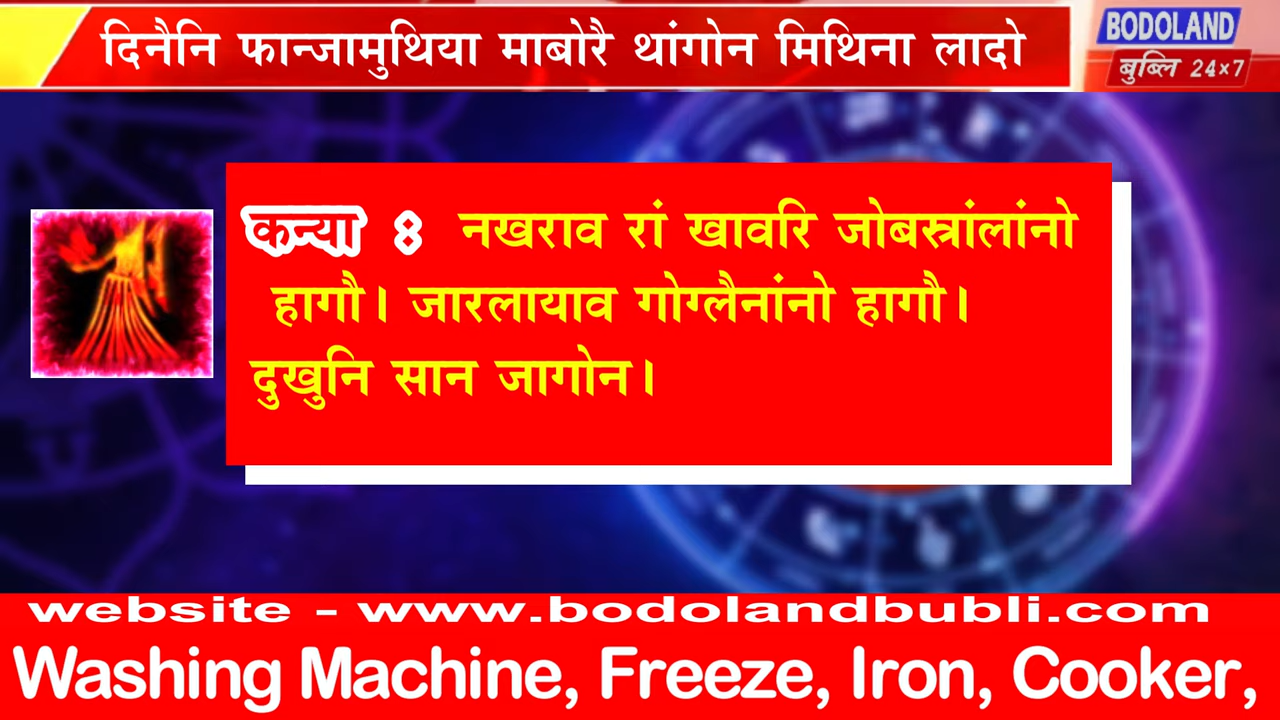 दिनैनि फान्जामुथिया माबोरै थांगोन मिथिना लादो
BODOLAND
बुब्लि 24×7
कन्या : नखराव रां खावरि जोबस्रांलांनो
हागौ। जारलायाव गोग्लैनांनो हागौ।
दुखुनि सान जागोन।
website - www.bodolandbubli.com
Washing Machine, Freeze, Iron, Cooker,